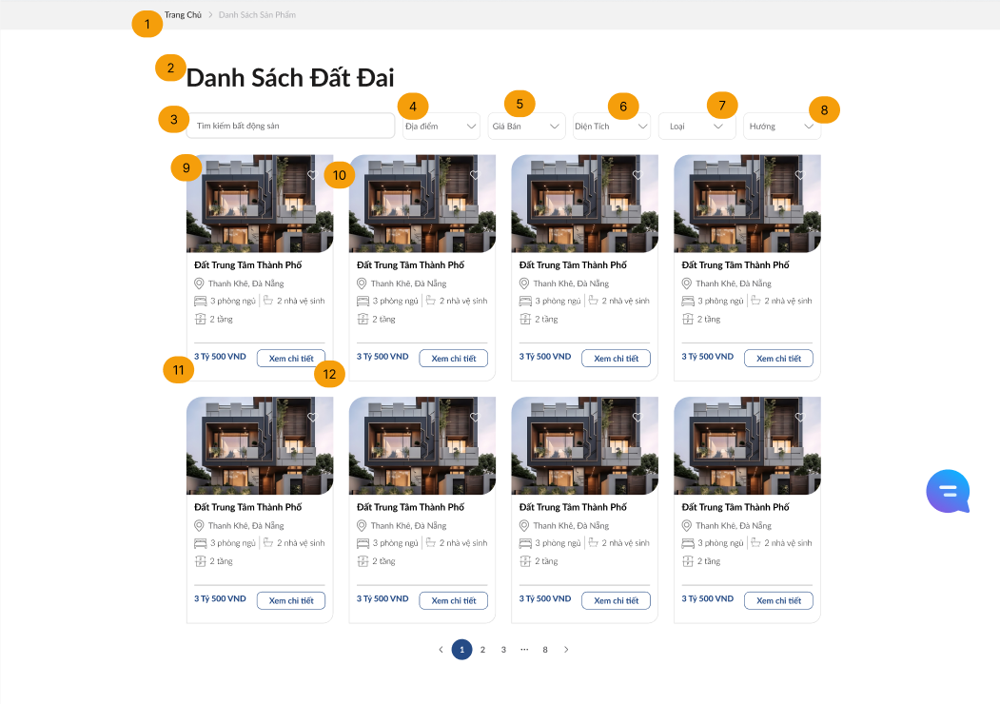 1
Trang Chủ > Danh Sách Sản Phẩm
2
Danh Sách Đất Đai
3
Tìm kiếm bất động sản
4
Địa điểm
5
Giá Bán
6
Diện Tích
7
Loại
8
Hướng
9
10
Đất Trung Tâm Thành Phố
Thanh Khê, Đà Nẵng
3 phòng ngủ | 2 nhà vệ sinh
2 tầng
3 Tỷ 500 VND
Xem chi tiết
Đất Trung Tâm Thành Phố
Thanh Khê, Đà Nẵng
3 phòng ngủ | 2 nhà vệ sinh
2 tầng
3 Tỷ 500 VND
Xem chi tiết
Đất Trung Tâm Thành Phố
Thanh Khê, Đà Nẵng
3 phòng ngủ | 2 nhà vệ sinh
2 tầng
3 Tỷ 500 VND
Xem chi tiết
Đất Trung Tâm Thành Phố
Thanh Khê, Đà Nẵng
3 phòng ngủ | 2 nhà vệ sinh
2 tầng
3 Tỷ 500 VND
Xem chi tiết
11
12
Đất Trung Tâm Thành Phố
Thanh Khê, Đà Nẵng
3 phòng ngủ | 2 nhà vệ sinh
2 tầng
3 Tỷ 500 VND
Xem chi tiết
Đất Trung Tâm Thành Phố
Thanh Khê, Đà Nẵng
3 phòng ngủ | 2 nhà vệ sinh
2 tầng
3 Tỷ 500 VND
Xem chi tiết
Đất Trung Tâm Thành Phố
Thanh Khê, Đà Nẵng
3 phòng ngủ | 2 nhà vệ sinh
2 tầng
3 Tỷ 500 VND
Xem chi tiết
Đất Trung Tâm Thành Phố
Thanh Khê, Đà Nẵng
3 phòng ngủ | 2 nhà vệ sinh
2 tầng
3 Tỷ 500 VND
Xem chi tiết
< 1 2 3 ... 8 >